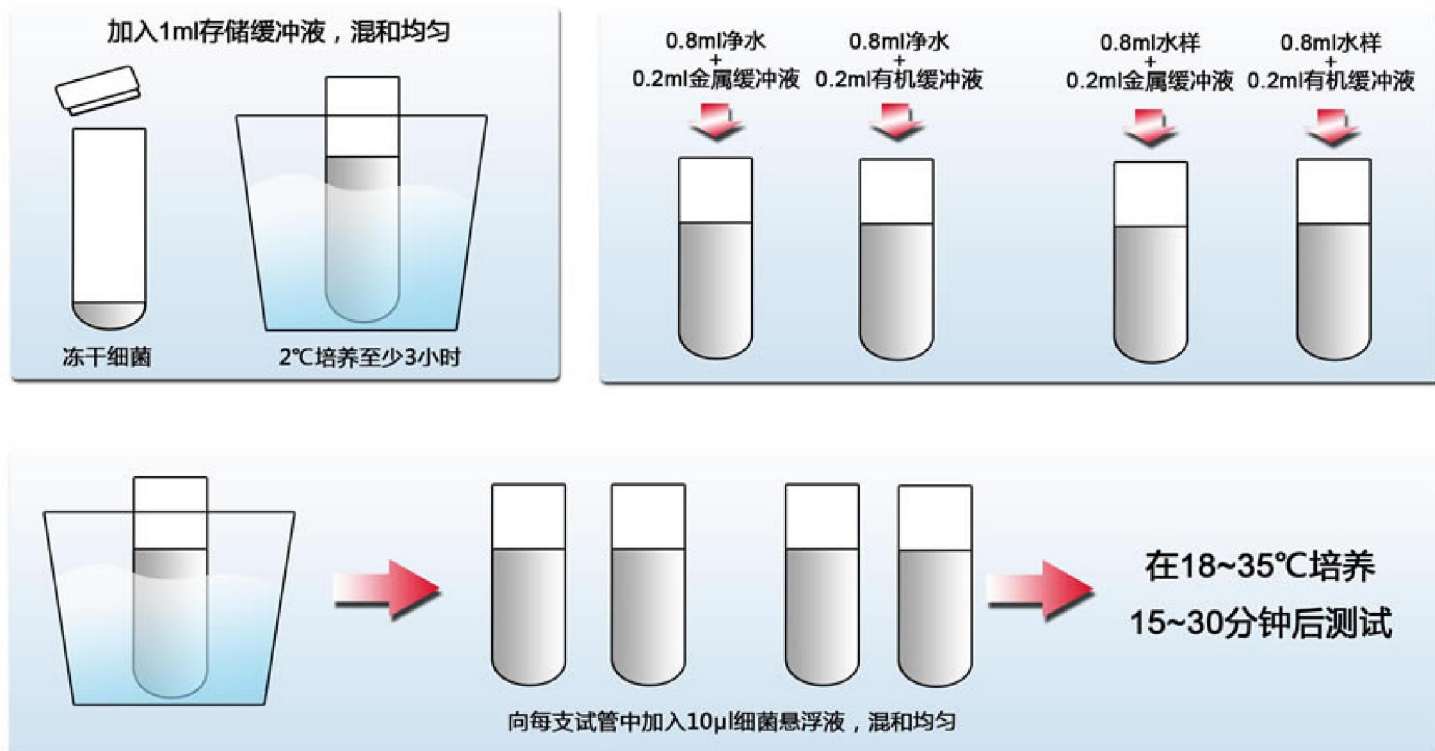 加入1ml存储缓冲液，混和均匀
冻干细菌
2℃培养至少3小时
0.8ml净水
+
0.2ml金属缓冲液
0.8ml净水
+
0.2ml有机缓冲液
0.8ml水样
+
0.2ml金属缓冲液
0.8ml水样
+
0.2ml有机缓冲液
向每支试管中加入10μl细菌悬浮液，混和均匀
在18~35℃培养
15~30分钟后测试